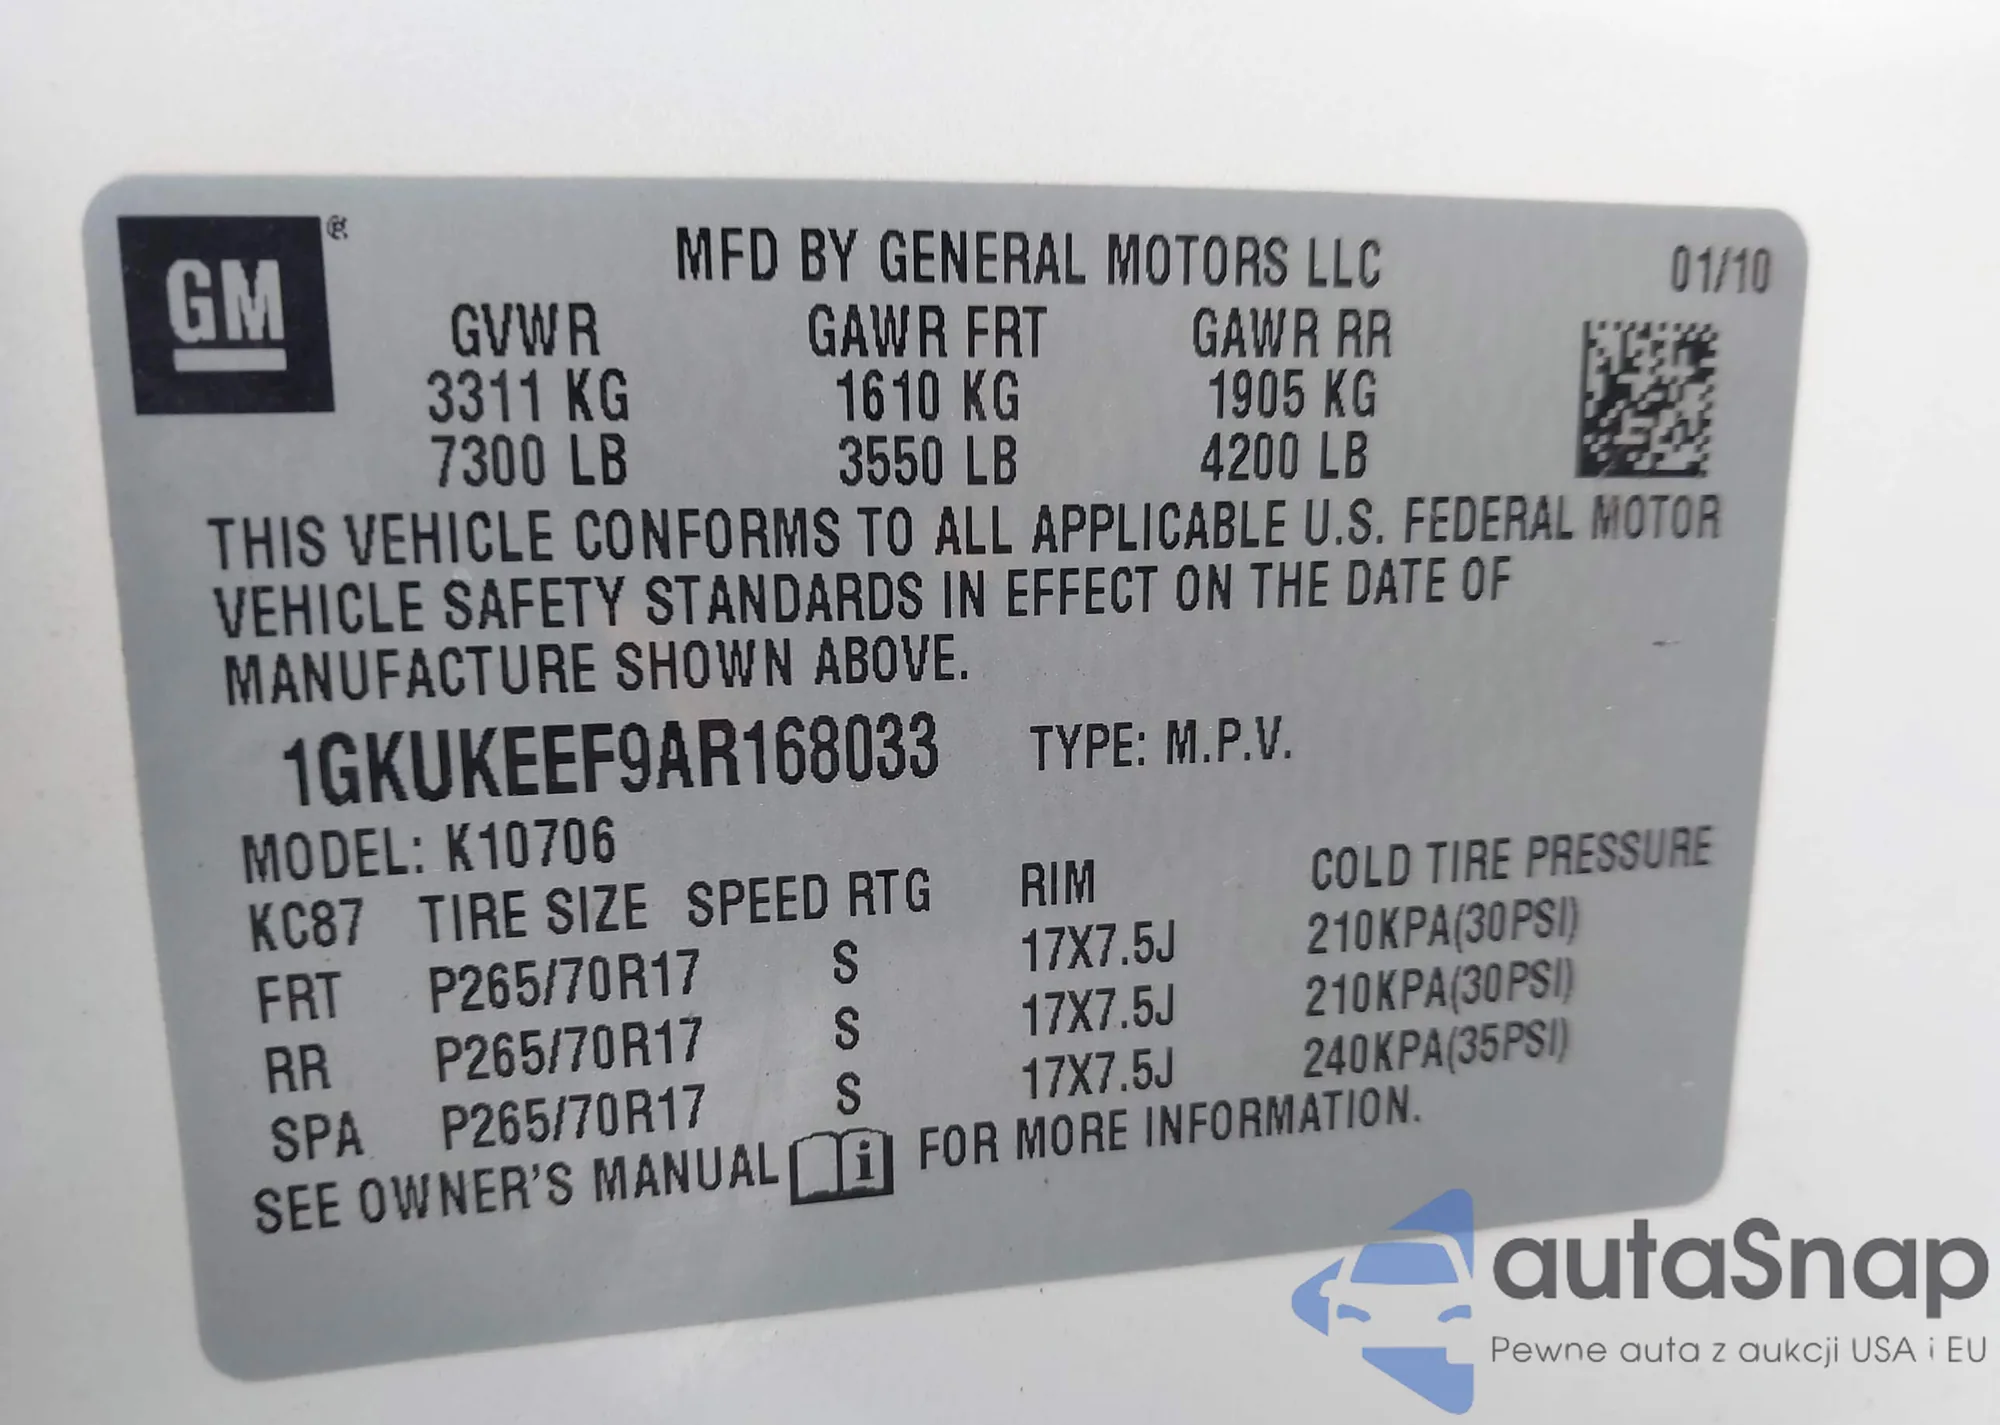 GM ®
MFD BY GENERAL MOTORS LLC 01/10
GVWR GAWR FRT GAWR RR
3311 KG 1610 KG 1905 KG
7300 LB 3550 LB 4200 LB
THIS VEHICLE CONFORMS TO ALL APPLICABLE U.S. FEDERAL MOTOR
VEHICLE SAFETY STANDARDS IN EFFECT ON THE DATE OF
MANUFACTURE SHOWN ABOVE.
1GKUKEEF9AR168033 TYPE: M.P.V.
MODEL: K10706
KC87 TIRE SIZE SPEED RTG RIM COLD TIRE PRESSURE
FRT P265/70R17 S 17X7.5J 210KPA(30PSI)
RR P265/70R17 S 17X7.5J 210KPA(30PSI)
SPA P265/70R17 S 17X7.5J 240KPA(35PSI)
SEE OWNER'S MANUAL i FOR MORE INFORMATION.
autaSnap
Pewne auta z aukcji USA i EU